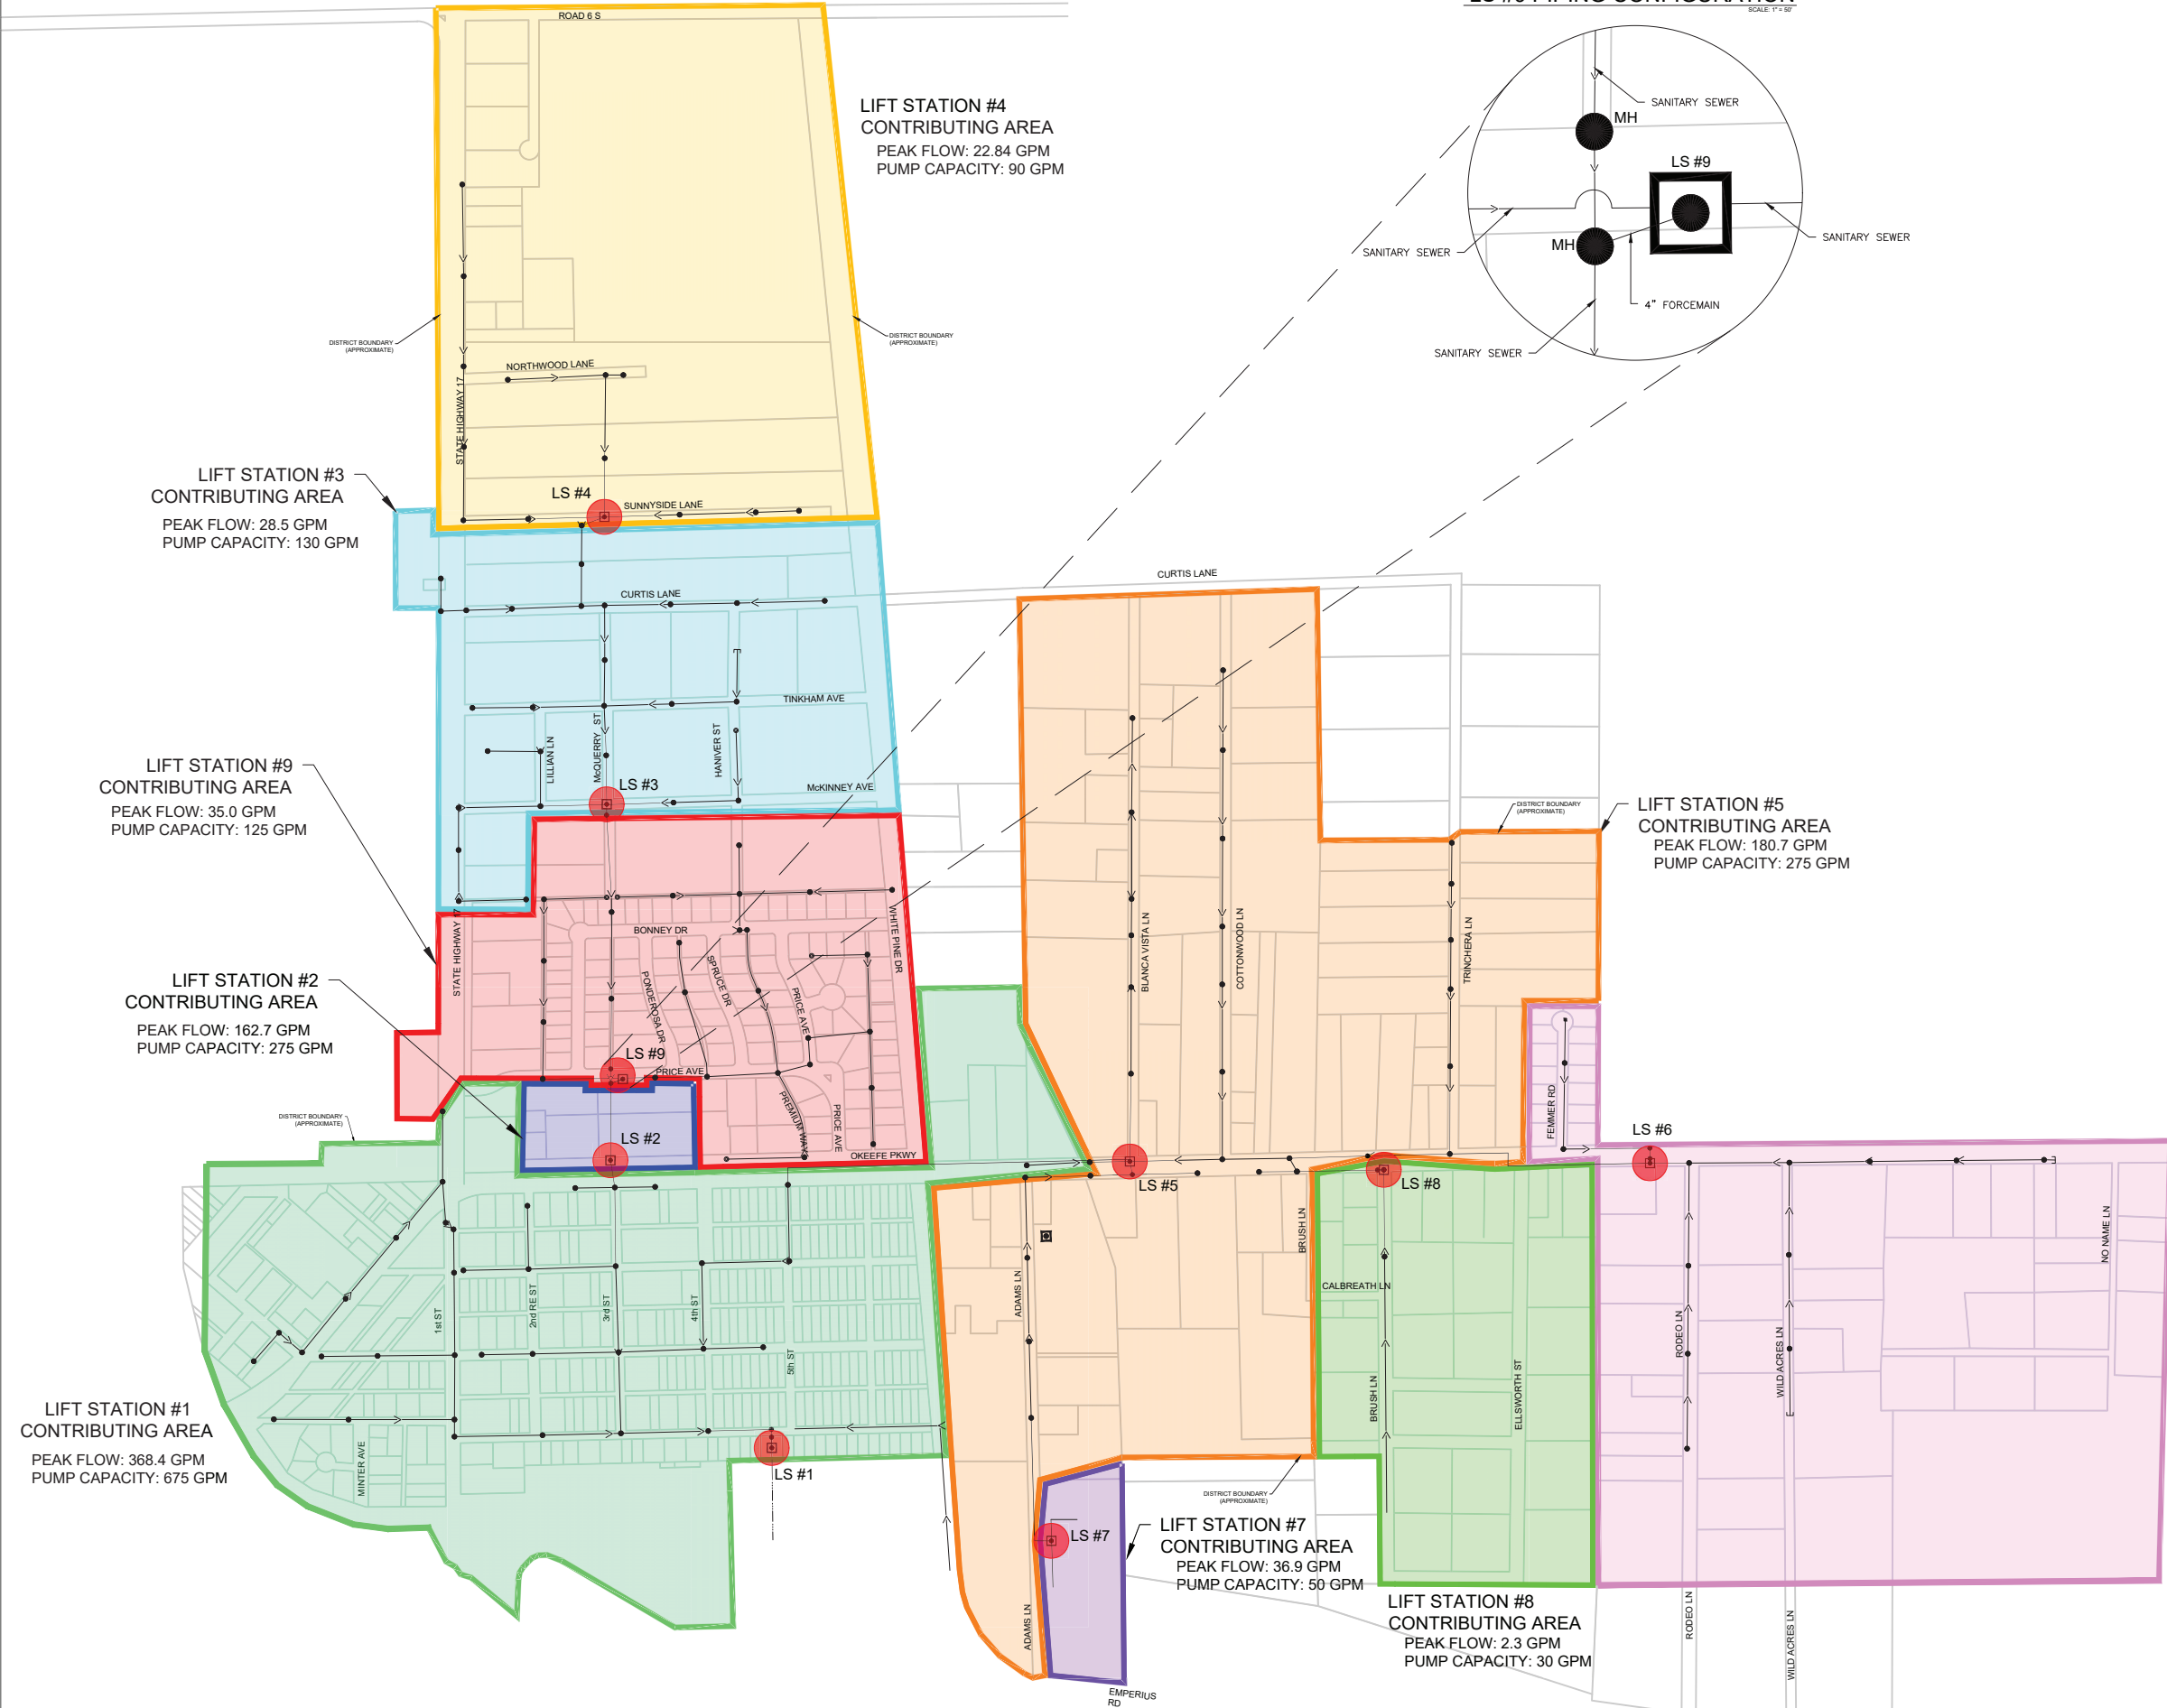 LS #9 PIPING CONFIGURATION
SCALE: 1" = 50'
ROAD 6 S
SANITARY SEWER
MH
LS #9
SANITARY SEWER
MH
SANITARY SEWER
4" FORCEMAIN
SANITARY SEWER
LIFT STATION #4
CONTRIBUTING AREA
PEAK FLOW: 22.84 GPM
PUMP CAPACITY: 90 GPM
DISTRICT BOUNDARY
(APPROXIMATE)
DISTRICT BOUNDARY
(APPROXIMATE)
NORTHWOOD LANE
STATE HIGHWAY 17
LIFT STATION #3
CONTRIBUTING AREA
PEAK FLOW: 28.5 GPM
PUMP CAPACITY: 130 GPM
LS #4
SUNNYSIDE LANE
CURTIS LANE
CURTIS LANE
TINKHAM AVE
LILLIAN LN
McQUERRY ST
HANIVER ST
McKINNEY AVE
LS #3
LIFT STATION #9
CONTRIBUTING AREA
PEAK FLOW: 35.0 GPM
PUMP CAPACITY: 125 GPM
DISTRICT BOUNDARY
(APPROXIMATE)
LIFT STATION #5
CONTRIBUTING AREA
PEAK FLOW: 180.7 GPM
PUMP CAPACITY: 275 GPM
STATE HIGHWAY 17
BONNEY DR
PONDEROSA DR
SPRUCE DR
PRICE AVE
WHITE PINE DR
BLANCA VISTA LN
COTTONWOOD LN
TRINCHERA LN
LIFT STATION #2
CONTRIBUTING AREA
PEAK FLOW: 162.7 GPM
PUMP CAPACITY: 275 GPM
LS #9
PRICE AVE
PREMIUM WAY
PRICE AVE
FEMMER RD
DISTRICT BOUNDARY
(APPROXIMATE)
LS #2
OKEEFE PKWY
LS #6
LS #5
LS #8
BRUSH LN
NO NAME LN
CALBREATH LN
ADAMS LN
1st ST
2nd RE ST
3rd ST
4th ST
5th ST
RODEO LN
WILD ACRES LN
BRUSH LN
ELLSWORTH ST
LIFT STATION #1
CONTRIBUTING AREA
PEAK FLOW: 368.4 GPM
PUMP CAPACITY: 675 GPM
MINTER AVE
LS #1
DISTRICT BOUNDARY
(APPROXIMATE)
LS #7
LIFT STATION #7
CONTRIBUTING AREA
PEAK FLOW: 36.9 GPM
PUMP CAPACITY: 50 GPM
LIFT STATION #8
CONTRIBUTING AREA
PEAK FLOW: 2.3 GPM
PUMP CAPACITY: 30 GPM
ADAMS LN
RODEO LN
WILD ACRES LN
EMPERIUS
RD